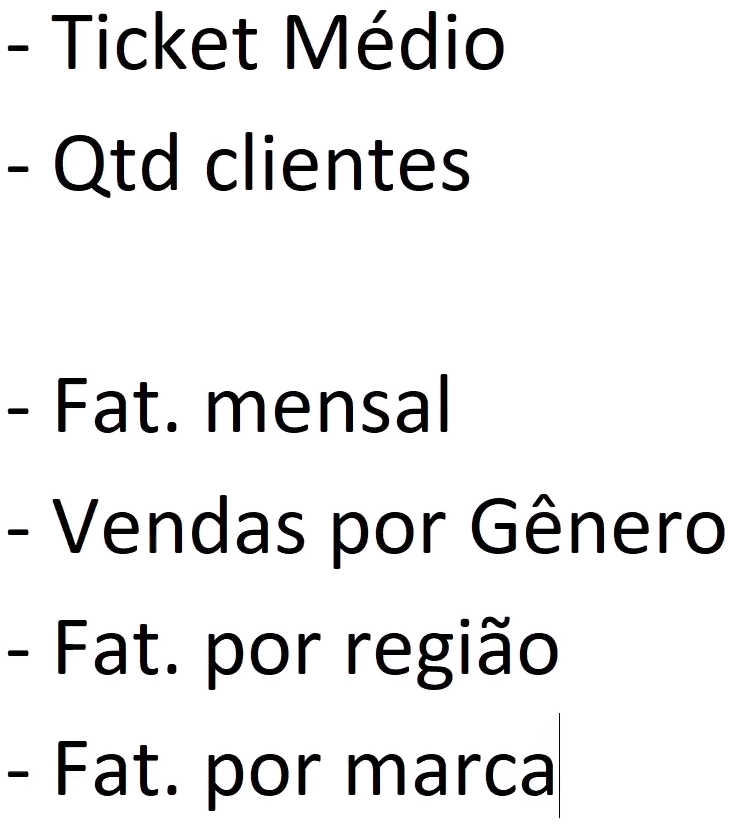 - Ticket Médio
- Qtd clientes
- Fat. mensal
- Vendas por Gênero
- Fat. por região
- Fat. por marca